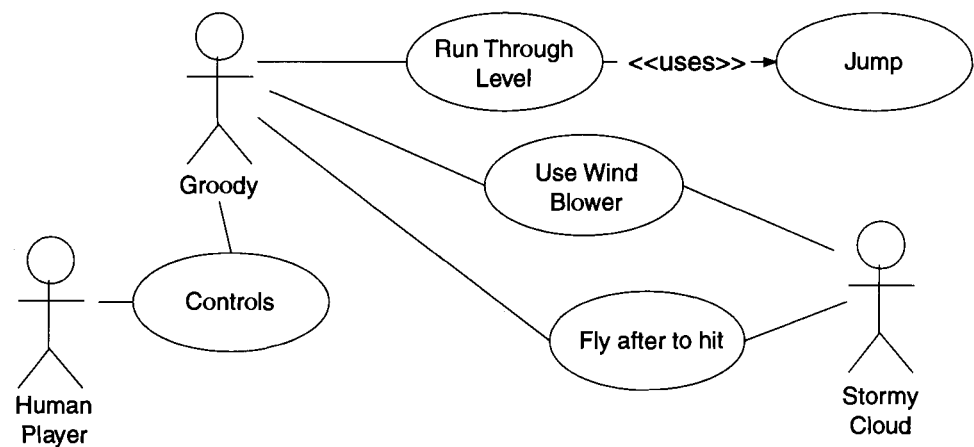 Run Through
Level
<<uses>>
Jump
Groody
Use Wind
Blower
Controls
Fly after to hit
Human
Player
Stormy
Cloud